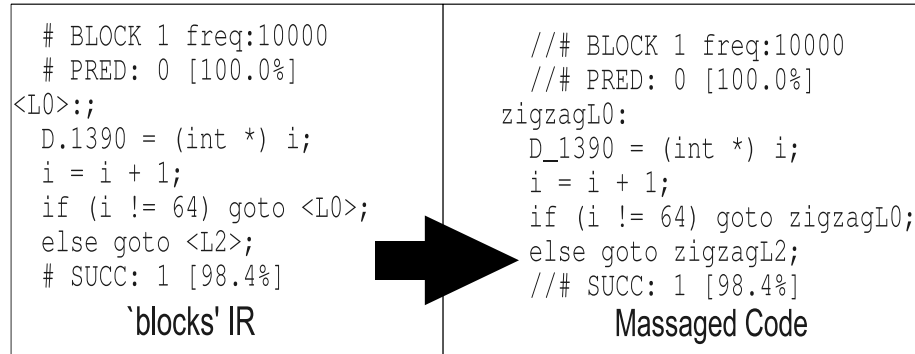 # BLOCK 1 freq:10000
# PRED: 0 [100.0%]
<L0>:;
D.1390 = (int *) i;
i = i + 1;
if (i != 64) goto <L0>;
else goto <L2>;
# SUCC: 1 [98.4%]
`blocks' IR
//# BLOCK 1 freq:10000
//# PRED: 0 [100.0%]
zigzagL0:
D_1390 = (int *) i;
i = i + 1;
if (i != 64) goto zigzagL0;
else goto zigzagL2;
//# SUCC: 1 [98.4%]
Massaged Code